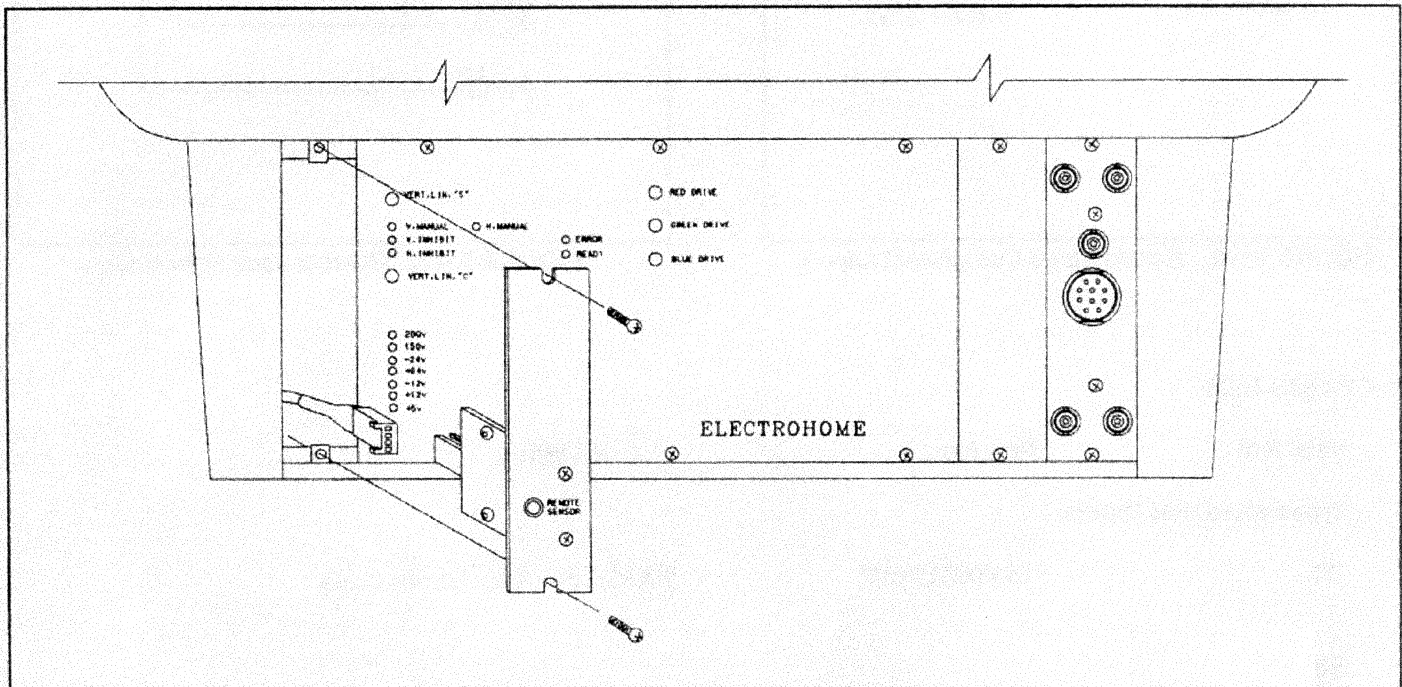 VERT.LIN."S"
V.MANUAL
H.MANUAL
V.INHIBIT
H.INHIBIT
VERT.LIN."C"
ERROR
READY
RED DRIVE
GREEN DRIVE
BLUE DRIVE
200v
150v
-24v
+24v
-12v
+12v
+5v
ELECTROHOME
REMOTE
SENSOR